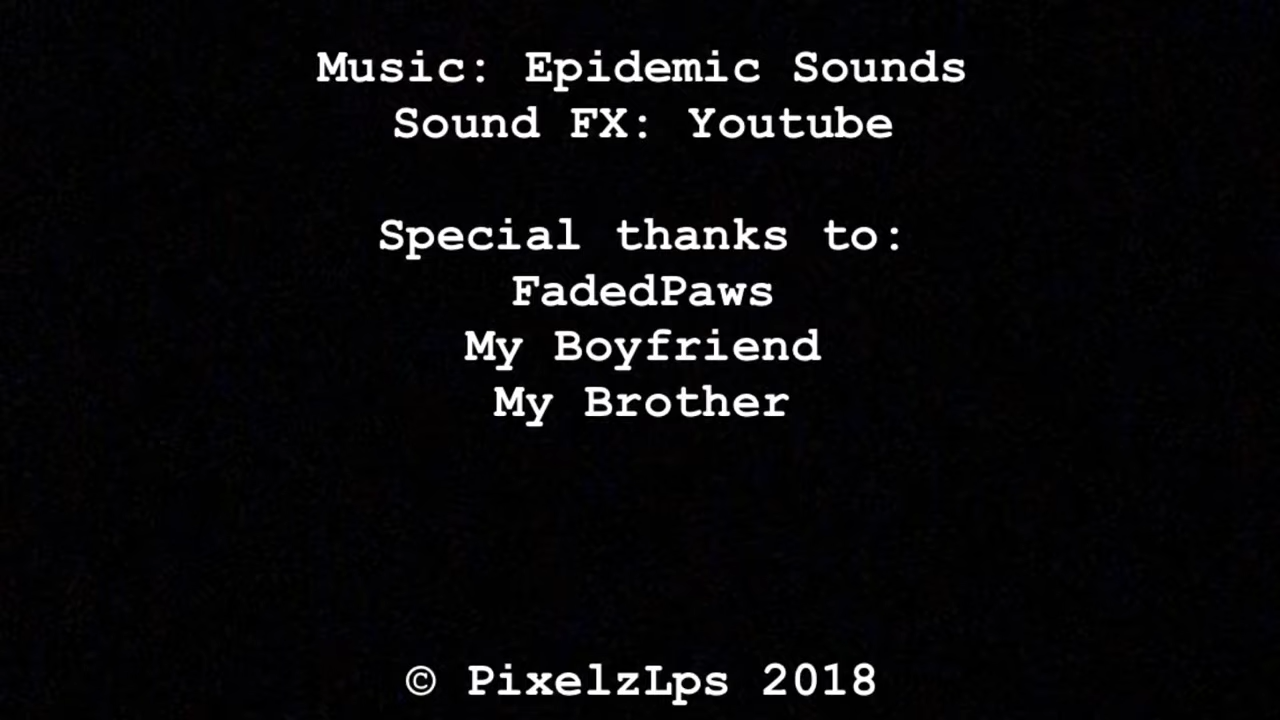 Music: Epidemic Sounds
Sound FX: Youtube
Special thanks to:
FadedPaws
My Boyfriend
My Brother
© PixelzLps 2018